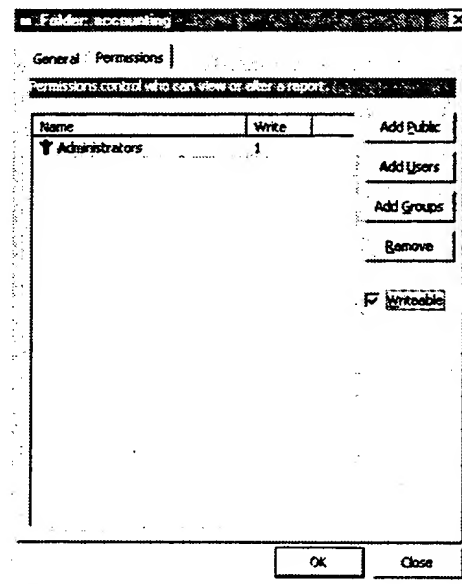 Folder: accounting
General Permissions
Permissions control who can view or alter a report.
Name Write
Administrators 1
Add Public
Add Users
Add Groups
Remove
Writeable
OK Close